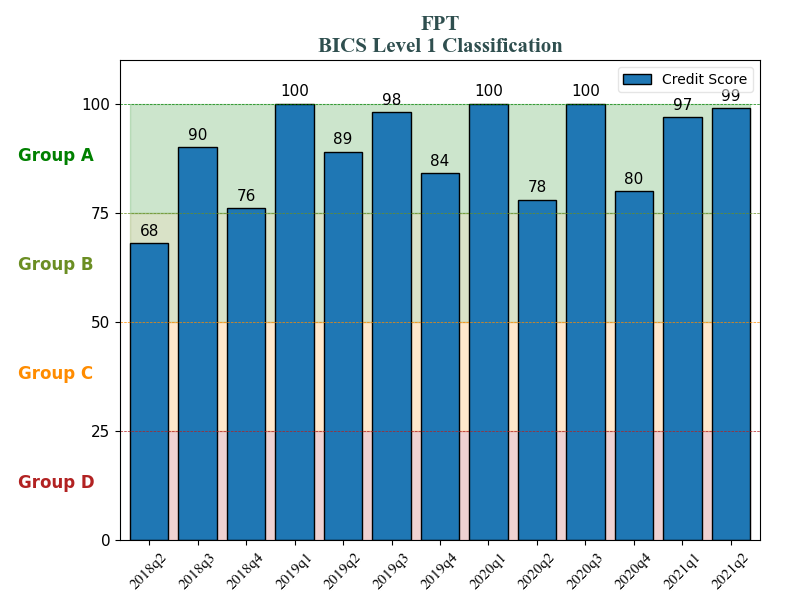 FPT
BICS Level 1 Classification
Credit Score
100
75
50
25
0
Group A
Group B
Group C
Group D
68
90
76
100
89
98
84
100
78
100
80
97
99
2018q2
2018q3
2018q4
2019q1
2019q2
2019q3
2019q4
2020q1
2020q2
2020q3
2020q4
2021q1
2021q2